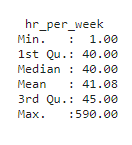 hr_per_week
Min.   :  1.00
1st Qu.: 40.00
Median : 40.00
Mean   : 41.08
3rd Qu.: 45.00
Max.   :590.00